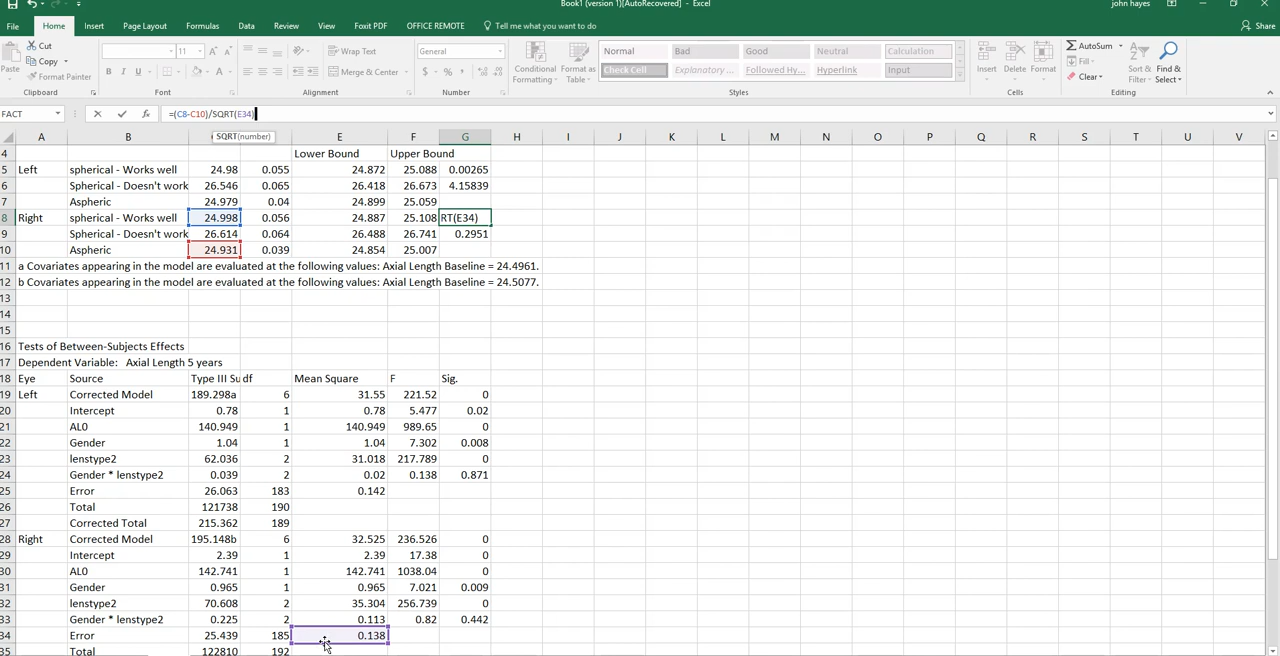 Book1 (version 1)[AutoRecovered] - Excel
john hayes
File Home Insert Page Layout Formulas Data Review View Foxit PDF OFFICE REMOTE Tell me what you want to do Share
Cut
Copy
Format Painter
Paste
Clipboard
11
B I U
Font
Wrap Text
Merge & Center
Alignment
General
$ % ,
Number
Conditional Formatting
Format as Table
Normal Bad Good Neutral Calculation
Check Cell Explanatory ... Followed Hy... Hyperlink Input
Styles
Insert Delete Format
Cells
AutoSum
Fill
Clear
Sort & Filter
Find & Select
Editing
FACT
=(C8-C10)/SQRT(E34)
SQRT(number)
A B E F G H I J K L M N O P Q R S T U V
4 Lower Bound Upper Bound
5 Left spherical - Works well 24.98 0.055 24.872 25.088 0.00265
6 Spherical - Doesn't work 26.546 0.065 26.418 26.673 4.15839
7 Aspheric 24.979 0.04 24.899 25.059
8 Right spherical - Works well 24.998 0.056 24.887 25.108 RT(E34)
9 Spherical - Doesn't work 26.614 0.064 26.488 26.741 0.2951
10 Aspheric 24.931 0.039 24.854 25.007
11 a Covariates appearing in the model are evaluated at the following values: Axial Length Baseline = 24.4961.
12 b Covariates appearing in the model are evaluated at the following values: Axial Length Baseline = 24.5077.
13
14
15
16 Tests of Between-Subjects Effects
17 Dependent Variable: Axial Length 5 years
18 Eye Source Type III Su df Mean Square F Sig.
19 Left Corrected Model 189.298a 6 31.55 221.52 0
20 Intercept 0.78 1 0.78 5.477 0.02
21 AL0 140.949 1 140.949 989.65 0
22 Gender 1.04 1 1.04 7.302 0.008
23 lenstype2 62.036 2 31.018 217.789 0
24 Gender * lenstype2 0.039 2 0.02 0.138 0.871
25 Error 26.063 183 0.142
26 Total 121738 190
27 Corrected Total 215.362 189
28 Right Corrected Model 195.148b 6 32.525 236.526 0
29 Intercept 2.39 1 2.39 17.38 0
30 AL0 142.741 1 142.741 1038.04 0
31 Gender 0.965 1 0.965 7.021 0.009
32 lenstype2 70.608 2 35.304 256.739 0
33 Gender * lenstype2 0.225 2 0.113 0.82 0.442
34 Error 25.439 185 0.138
35 Total 122810 192